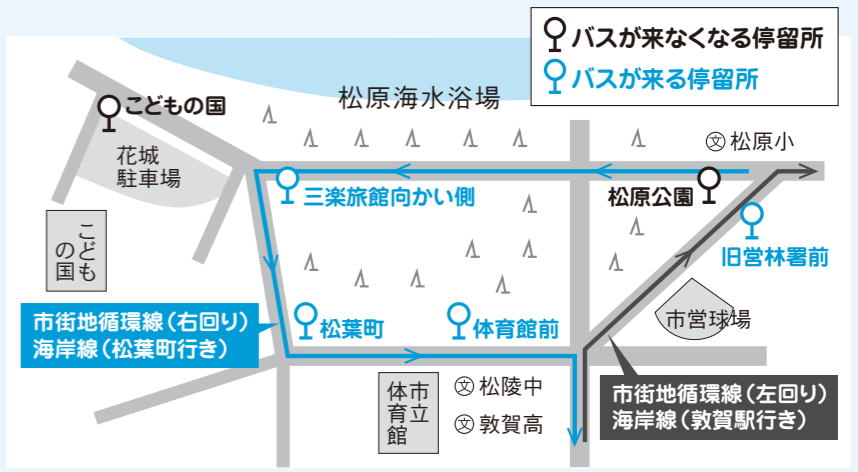 バスが来なくなる停留所
バスが来る停留所
こどもの国
松原海水浴場
文 松原小
花城
駐車場
三楽旅館向かい側
松原公園
こども
の国
旧営林署前
市街地循環線(右回り)
海岸線(松葉町行き)
松葉町
体育館前
市営球場
市立
体育館
文 松陵中
文 敦賀高
市街地循環線(左回り)
海岸線(敦賀駅行き)